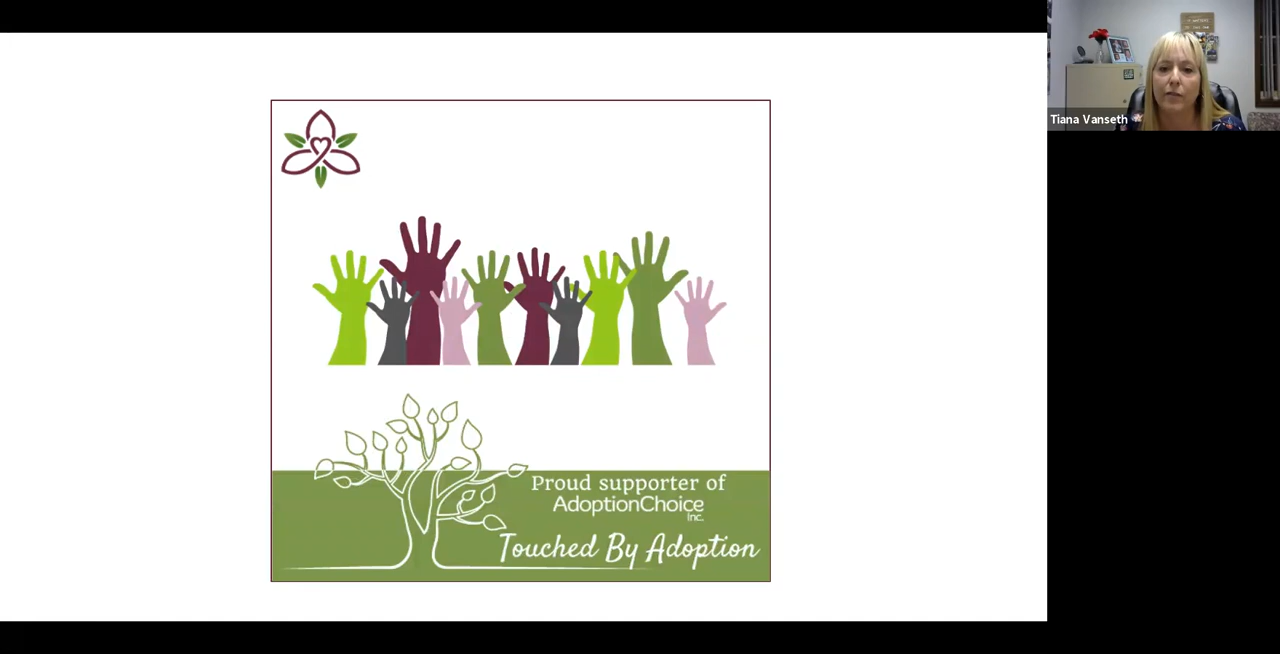 Proud supporter of
AdoptionChoice
Inc.
Touched By Adoption
Tiana Vanseth